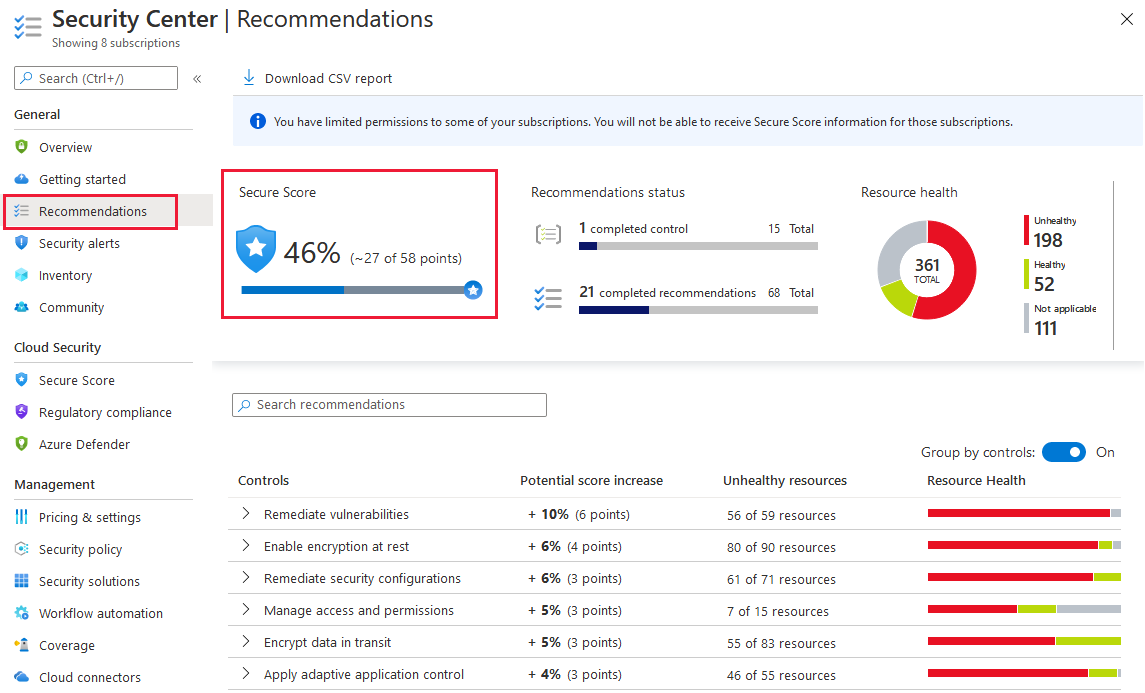 Security Center | Recommendations
Showing 8 subscriptions
Search (Ctrl+/)
«
Download CSV report
General
Overview
Getting started
Recommendations
Security alerts
Inventory
Community
Cloud Security
Secure Score
Regulatory compliance
Azure Defender
Management
Pricing & settings
Security policy
Security solutions
Workflow automation
Coverage
Cloud connectors
You have limited permissions to some of your subscriptions. You will not be able to receive Secure Score information for those subscriptions.
Secure Score
46% (~27 of 58 points)
Recommendations status
1 completed control 15 Total
21 completed recommendations 68 Total
Resource health
361
TOTAL
Unhealthy
198
Healthy
52
Not applicable
111
Search recommendations
Group by controls: On
Controls Potential score increase Unhealthy resources Resource Health
Remediate vulnerabilities + 10% (6 points) 56 of 59 resources
Enable encryption at rest + 6% (4 points) 80 of 90 resources
Remediate security configurations + 6% (3 points) 61 of 71 resources
Manage access and permissions + 5% (3 points) 7 of 15 resources
Encrypt data in transit + 5% (3 points) 55 of 83 resources
Apply adaptive application control + 4% (3 points) 46 of 55 resources